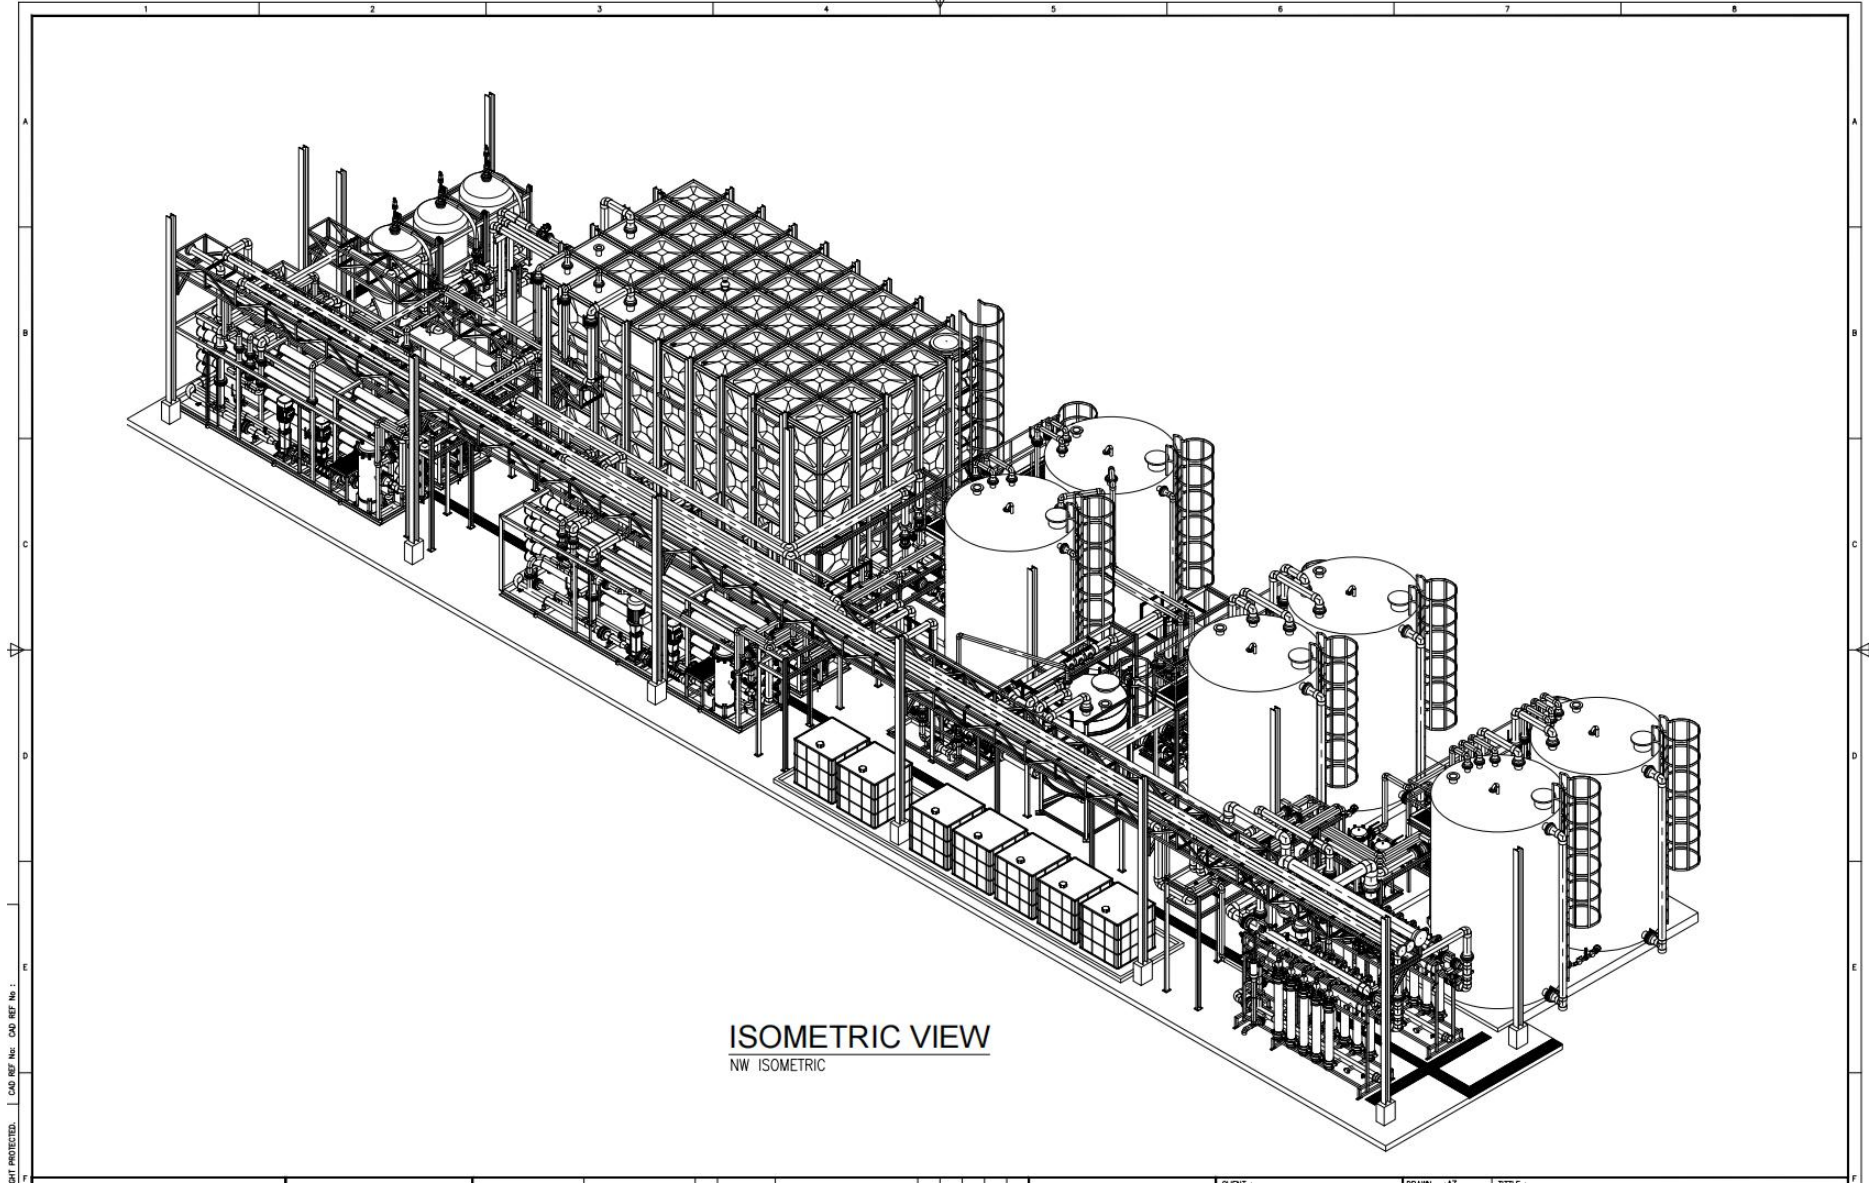 1 2 3 4 5 6 7 8
A A
B B
C C
D D
E E
F F
ISOMETRIC VIEW
NW ISOMETRIC
CAD REF No: CAD REF No :
PROTECTED.